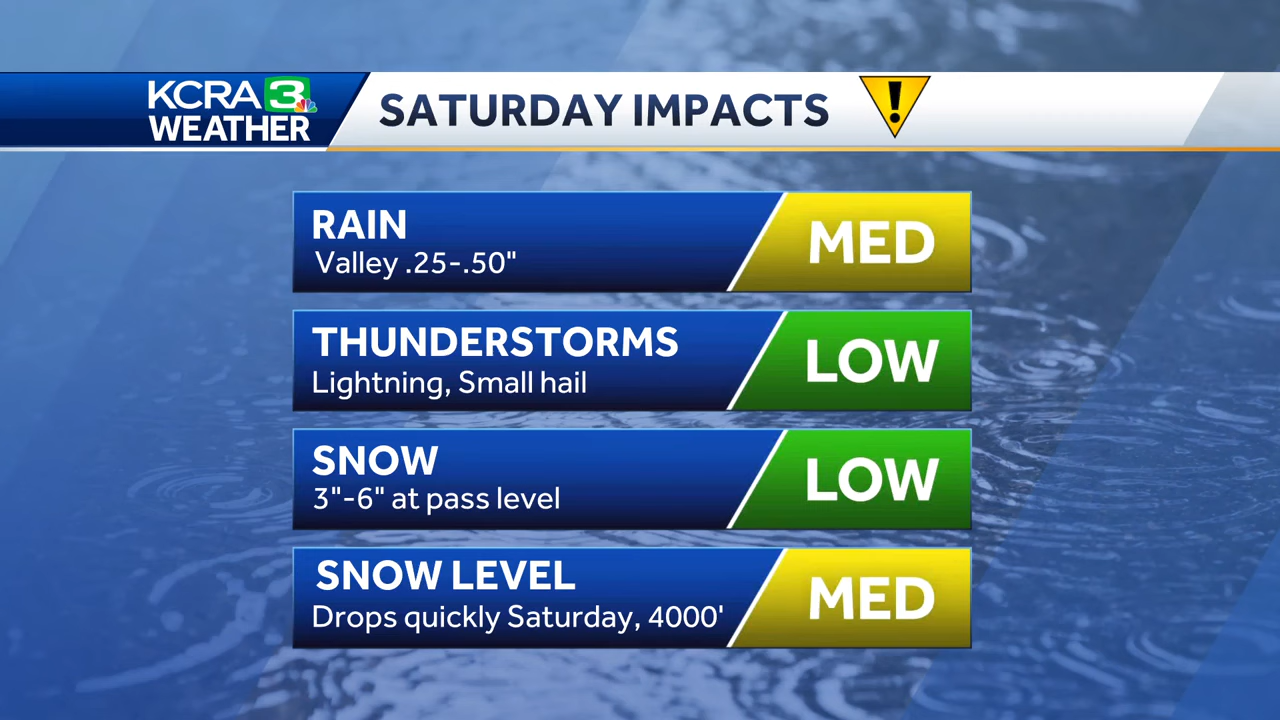 KCRA 3
WEATHER
SATURDAY IMPACTS
!
RAIN
Valley .25-.50"
MED
THUNDERSTORMS
Lightning, Small hail
LOW
SNOW
3"-6" at pass level
LOW
SNOW LEVEL
Drops quickly Saturday, 4000'
MED